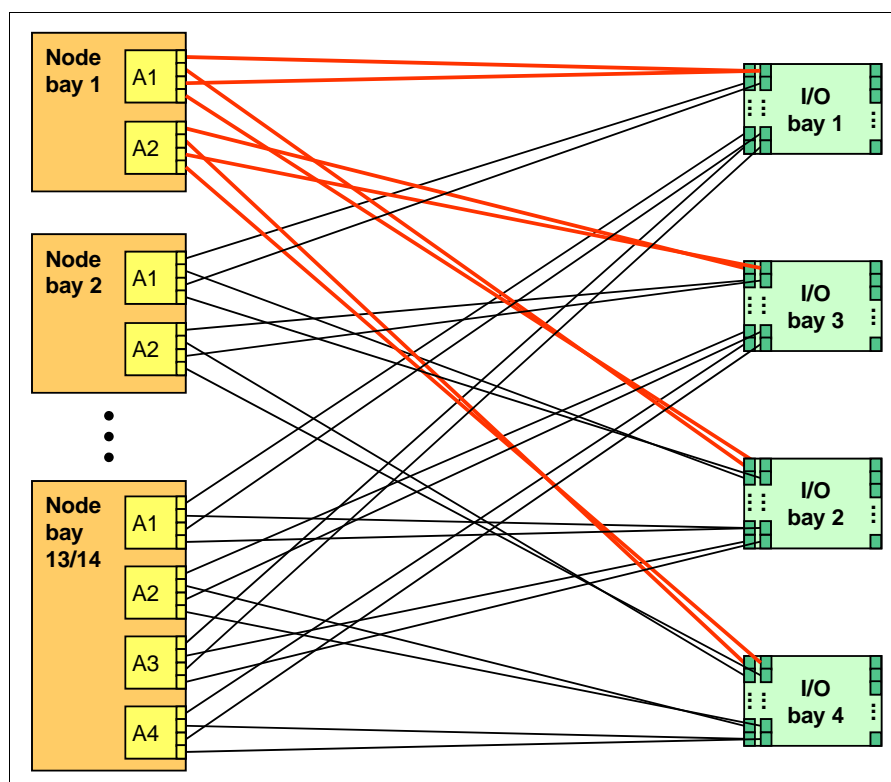 Node
bay 1
A1
A2
Node
bay 2
A1
A2
Node
bay
13/14
A1
A2
A3
A4
I/O
bay 1
I/O
bay 3
I/O
bay 2
I/O
bay 4